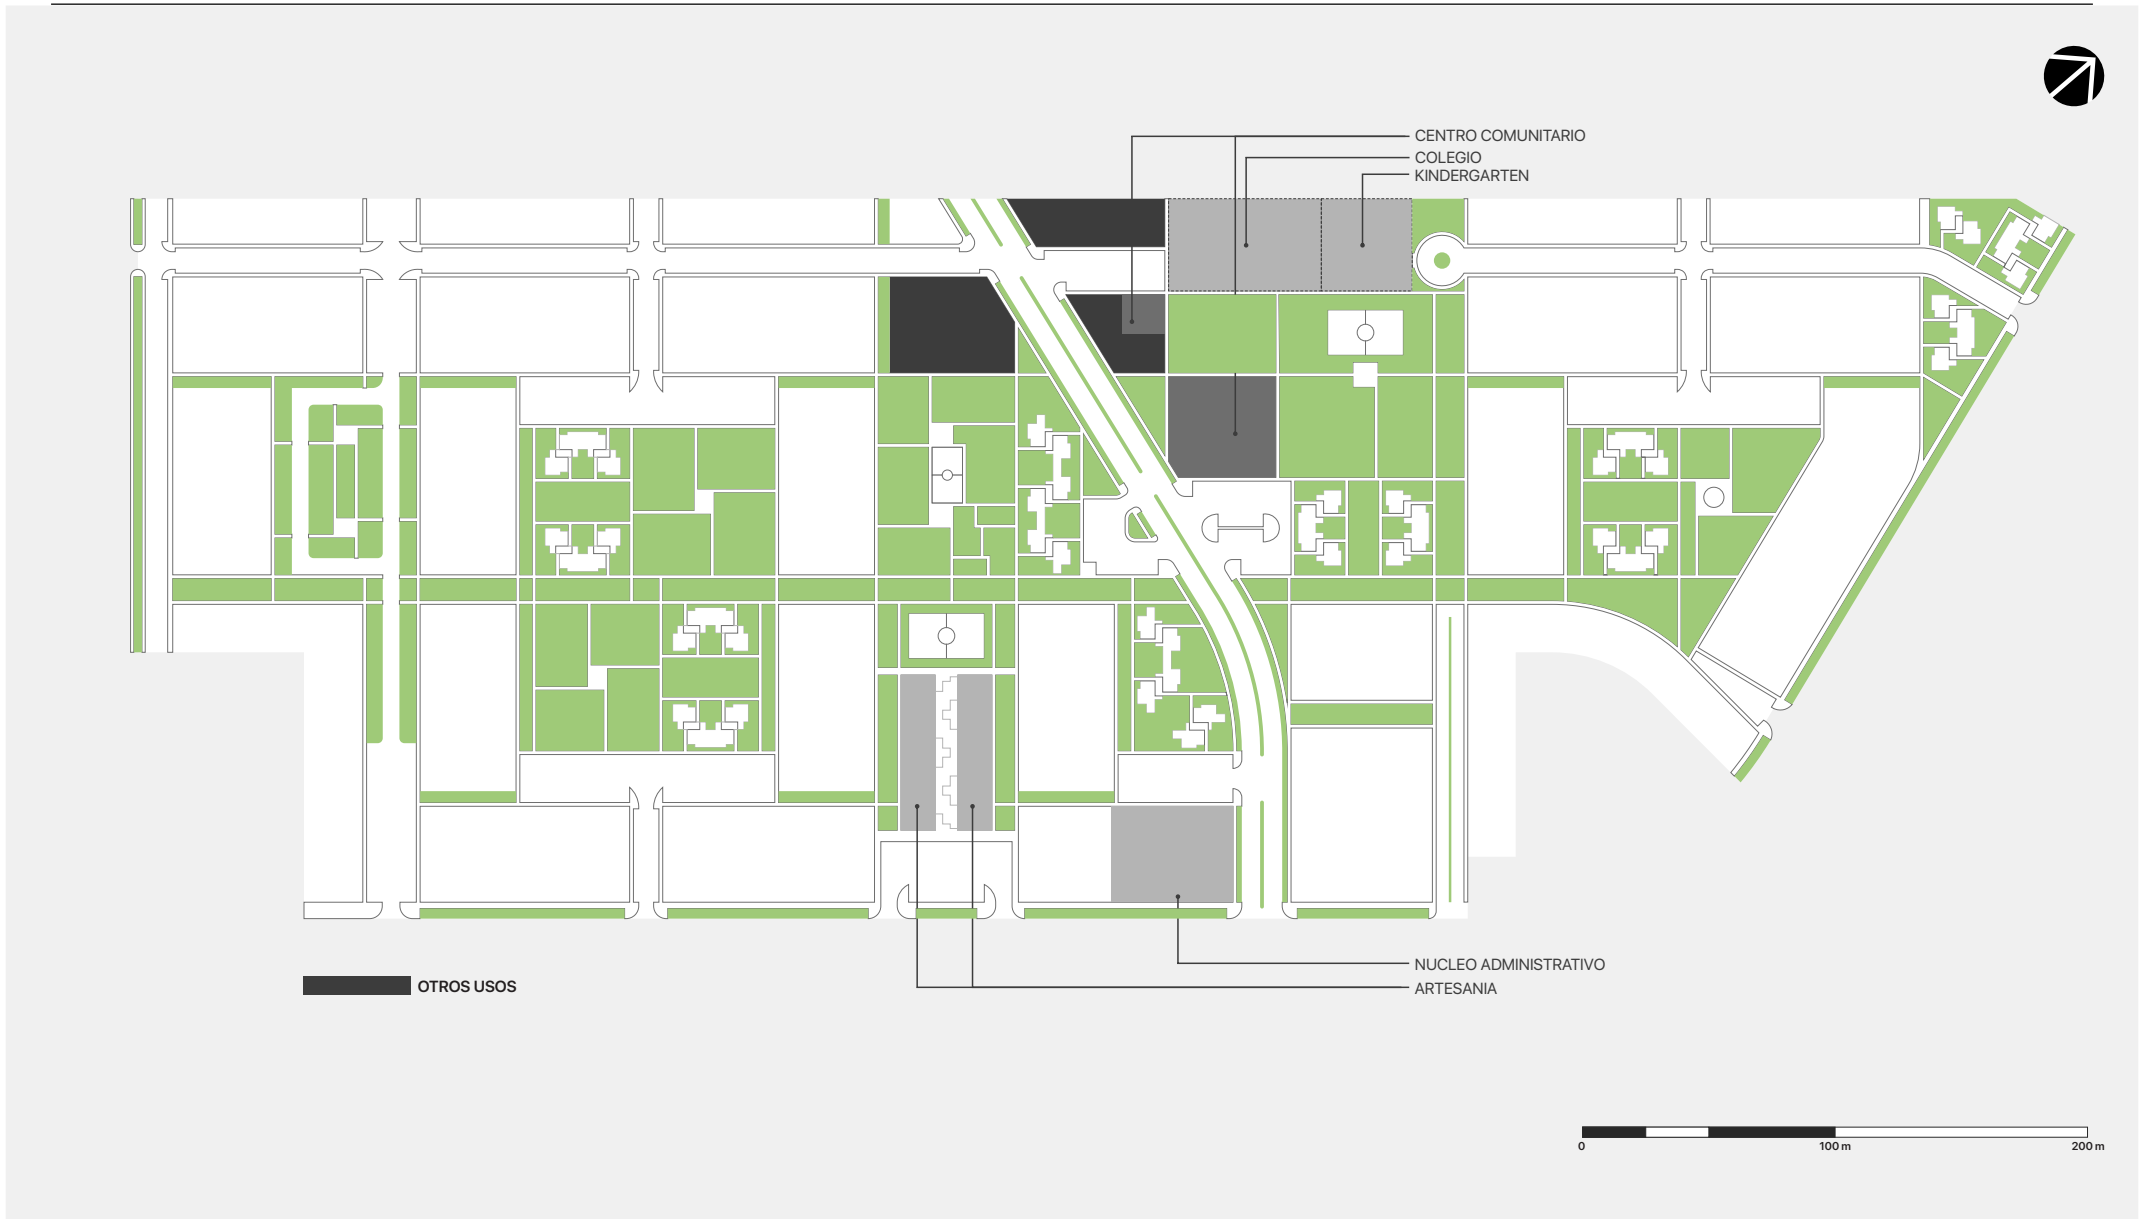 CENTRO COMUNITARIO
COLEGIO
KINDERGARTEN
NUCLEO ADMINISTRATIVO
OTROS USOS
ARTESANIA
0
100 m
200 m